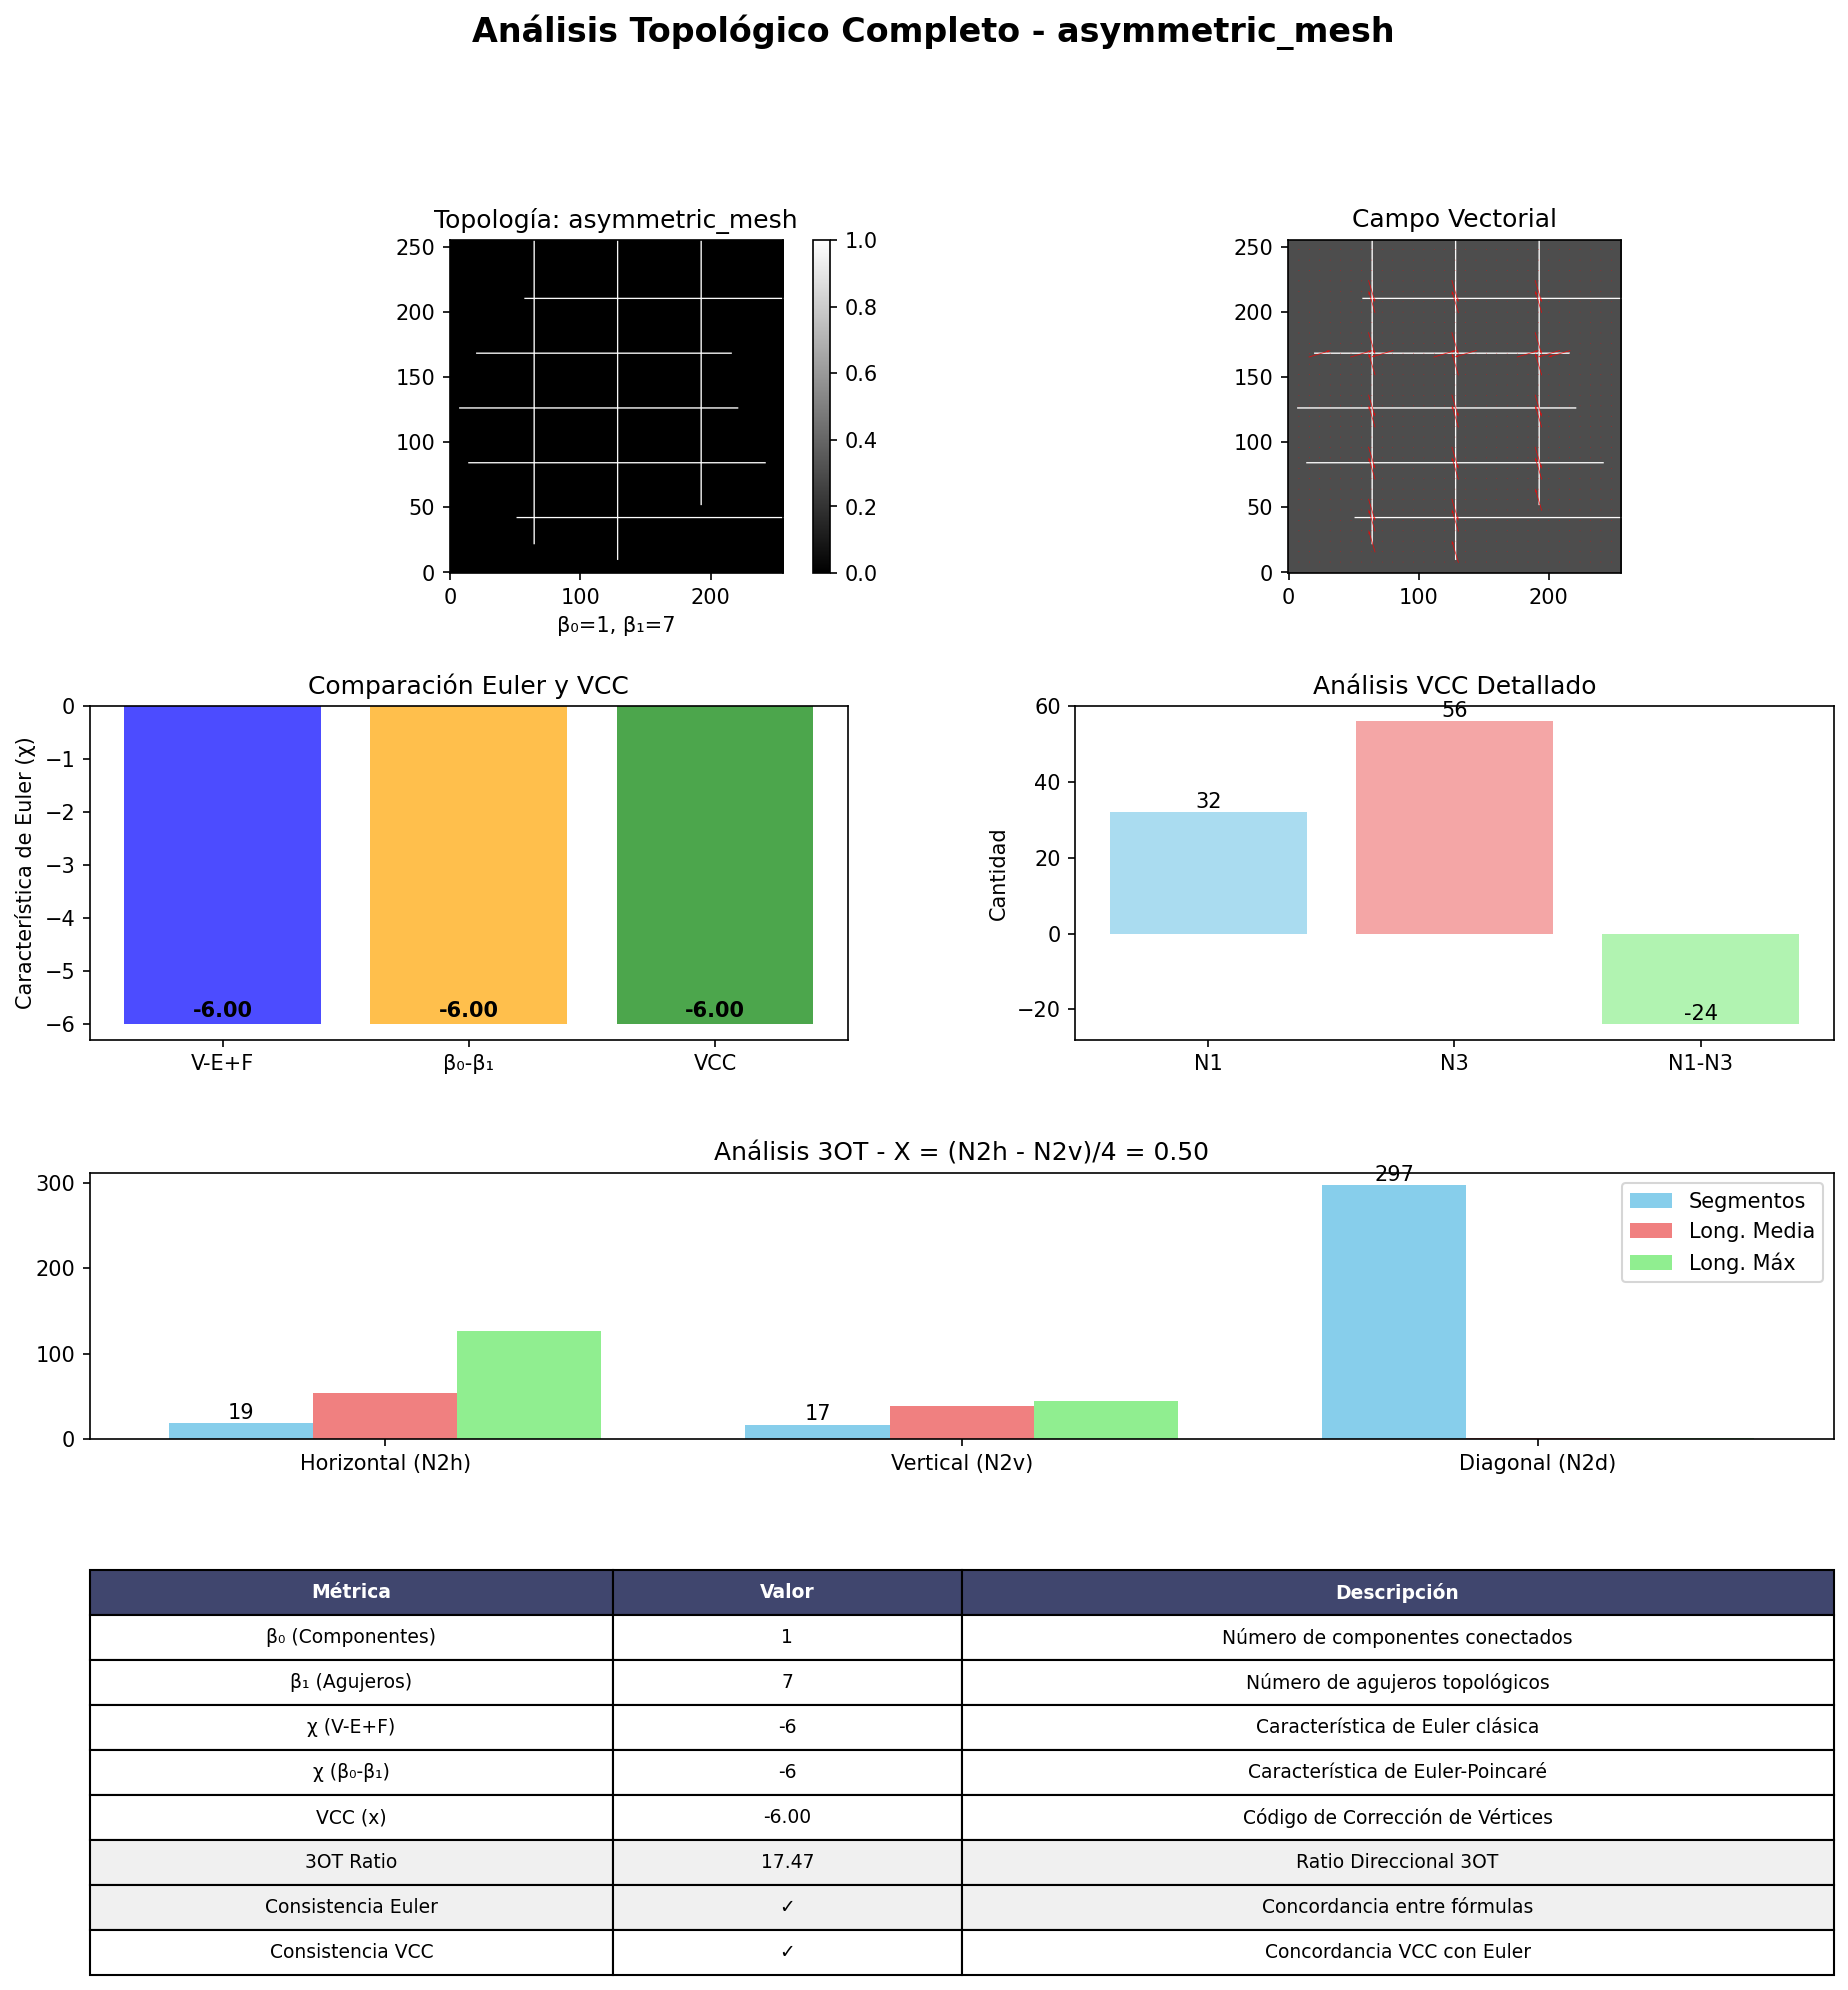 Análisis Topológico Completo - asymmetric_mesh
Topología: asymmetric_mesh
250
200
150
100
50
0
0 100 200
β₀=1, β₁=7
1.0
0.8
0.6
0.4
0.2
0.0
Campo Vectorial
250
200
150
100
50
0
0 100 200
Comparación Euler y VCC
Característica de Euler (χ)
0
−1
−2
−3
−4
−5
−6
-6.00 -6.00 -6.00
V-E+F β₀-β₁ VCC
Análisis VCC Detallado
Cantidad
60
40
20
0
−20
32
56
-24
N1 N3 N1-N3
Análisis 3OT - X = (N2h - N2v)/4 = 0.50
300
200
100
0
19
17
297
Segmentos
Long. Media
Long. Máx
Horizontal (N2h) Vertical (N2v) Diagonal (N2d)
Métrica Valor Descripción
β₀ (Componentes) 1 Número de componentes conectados
β₁ (Agujeros) 7 Número de agujeros topológicos
χ (V-E+F) -6 Característica de Euler clásica
χ (β₀-β₁) -6 Característica de Euler-Poincaré
VCC (x) -6.00 Código de Corrección de Vértices
3OT Ratio 17.47 Ratio Direccional 3OT
Consistencia Euler ✓ Concordancia entre fórmulas
Consistencia VCC ✓ Concordancia VCC con Euler